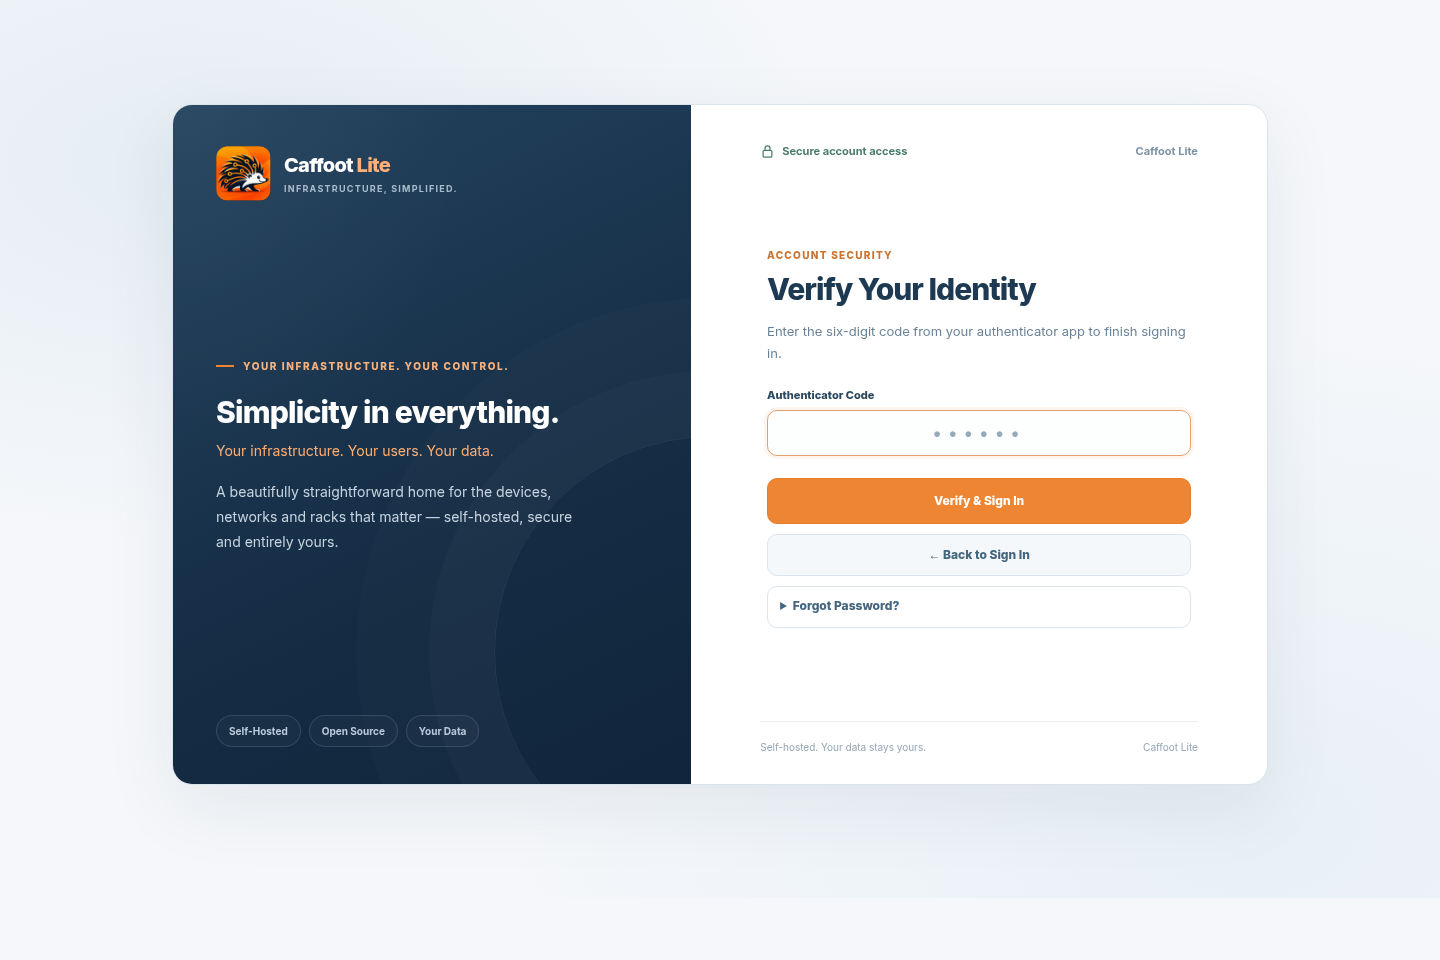 Caffoot Lite
INFRASTRUCTURE, SIMPLIFIED.
YOUR INFRASTRUCTURE. YOUR CONTROL.
Simplicity in everything.
Your infrastructure. Your users. Your data.
A beautifully straightforward home for the devices,
networks and racks that matter — self-hosted, secure
and entirely yours.
Self-Hosted
Open Source
Your Data
Secure account access
Caffoot Lite
ACCOUNT SECURITY
Verify Your Identity
Enter the six-digit code from your authenticator app to finish signing
in.
Authenticator Code
● ● ● ● ● ●
Verify & Sign In
← Back to Sign In
▶ Forgot Password?
Self-hosted. Your data stays yours.
Caffoot Lite